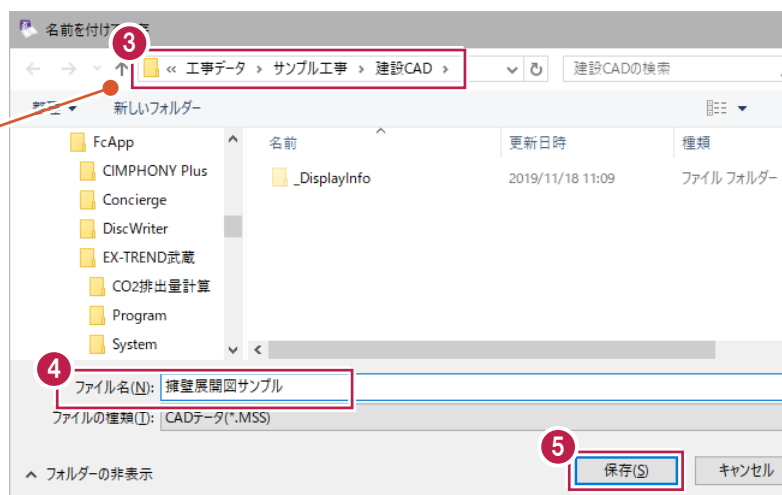 名前を付けて 存
3
« 工事データ › サンプル工事 › 建設CAD ›
建設CADの検索
整理 新しいフォルダー
名前 更新日時 種類
FcApp
CIMPHONY Plus
Concierge
DiscWriter
EX-TREND武蔵
CO2排出量計算
Program
System
_DisplayInfo 2019/11/18 11:09 ファイル フォルダー
4
ファイル名(N): 擁壁展開図サンプル
ファイルの種類(T): CADデータ(*.MSS)
5
フォルダーの非表示 保存(S) キャンセル